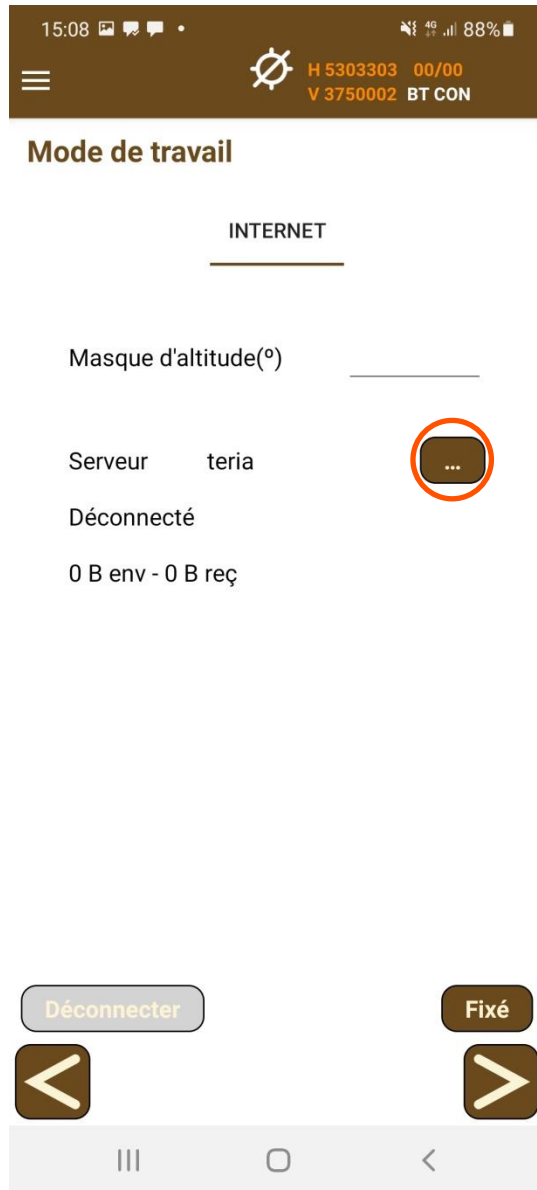 15:08 4G 88%
H 5303303 00/00
V 3750002 BT CON
Mode de travail
INTERNET
Masque d'altitude(º)
Serveur teria ...
Déconnecté
0 B env - 0 B reç
Déconnecter Fixé
< >